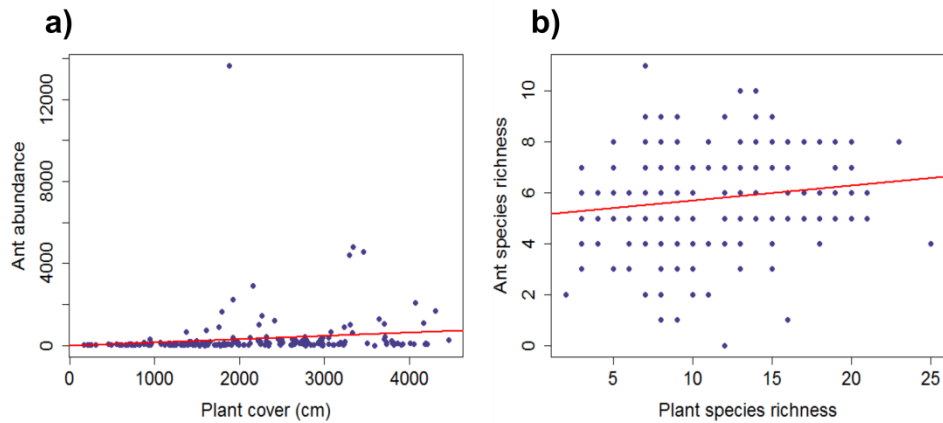 a)
Ant abundance
12000
8000
4000
0
0 1000 2000 3000 4000
Plant cover (cm)
b)
Ant species richness
10
8
6
4
2
0
5 10 15 20 25
Plant species richness